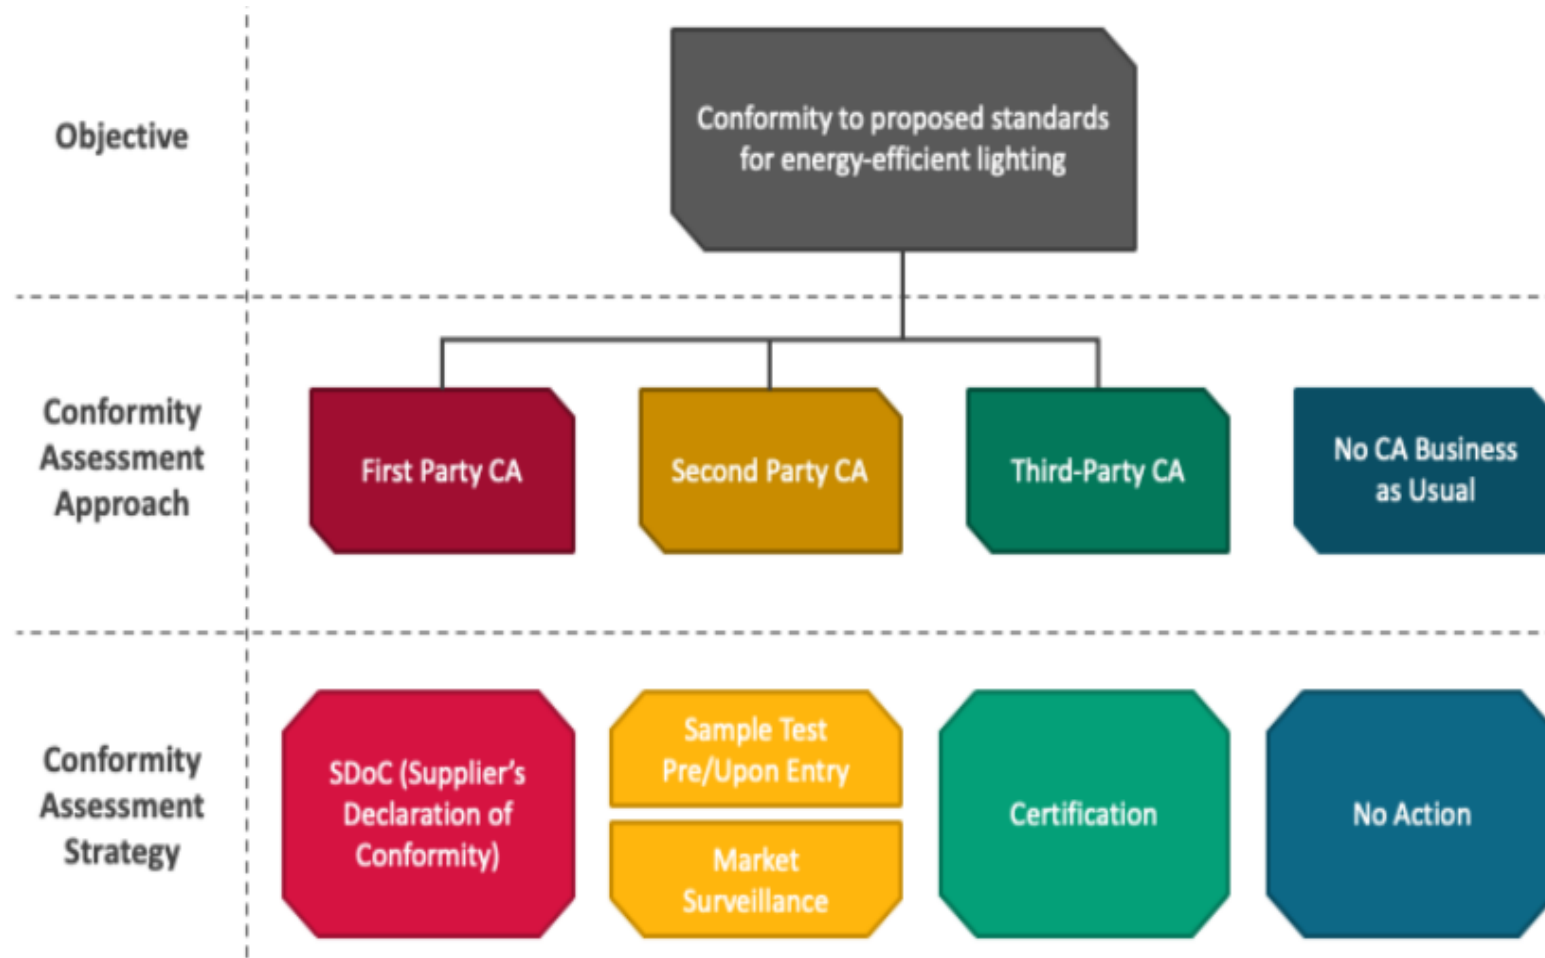 Objective
Conformity to proposed standards
for energy-efficient lighting
Conformity
Assessment
Approach
First Party CA
Second Party CA
Third-Party CA
No CA Business
as Usual
Conformity
Assessment
Strategy
SDoC (Supplier's
Declaration of
Conformity)
Sample Test
Pre/Upon Entry
Market
Surveillance
Certification
No Action